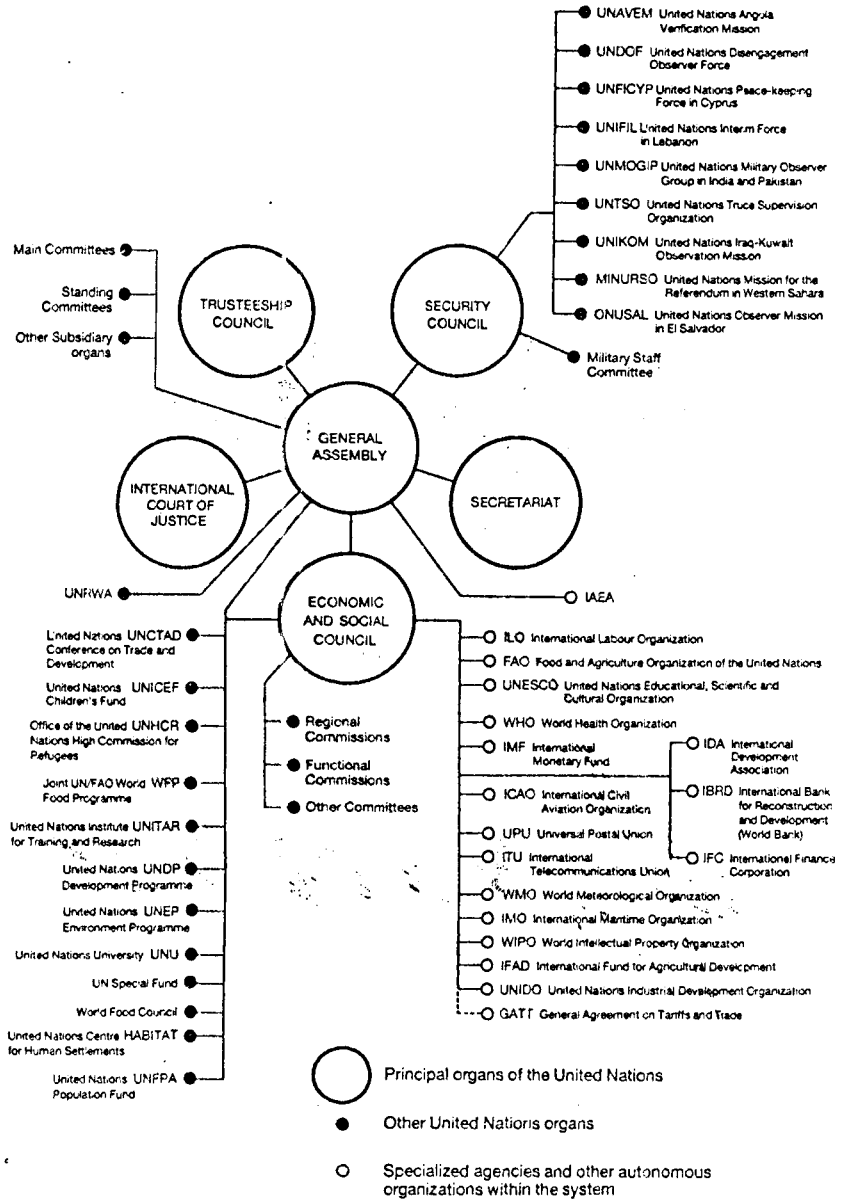 UNAVEM United Nations Angola
Verification Mission
UNDOF United Nations Disengagement
Observer Force
UNFICYP United Nations Peace-keeping
Force in Cyprus
UNIFIL United Nations Interim Force
in Lebanon
UNMOGIP United Nations Military Observer
Group in India and Pakistan
UNTSO United Nations Truce Supervision
Organization
UNIKOM United Nations Iraq-Kuwait
Observation Mission
MINURSO United Nations Mission for the
Referendum in Western Sahara
ONUSAL United Nations Observer Mission
in El Salvador
Military Staff
Committee
Main Committees
Standing
Committees
Other Subsidiary
organs
TRUSTEESHIP
COUNCIL
SECURITY
COUNCIL
GENERAL
ASSEMBLY
INTERNATIONAL
COURT OF
JUSTICE
SECRETARIAT
UNRWA
ECONOMIC
AND SOCIAL
COUNCIL
IAEA
United Nations UNCTAD
Conference on Trade and
Development
United Nations UNICEF
Children's Fund
Office of the United UNHCR
Nations High Commission for
Refugees
Joint UN/FAO World WFP
Food Programme
United Nations Institute UNITAR
for Training and Research
United Nations UNDP
Development Programme
United Nations UNEP
Environment Programme
United Nations University UNU
UN Special Fund
World Food Council
United Nations Centre HABITAT
for Human Settlements
United Nations UNFPA
Population Fund
Regional
Commissions
Functional
Commissions
Other Committees
ILO International Labour Organization
FAO Food and Agriculture Organization of the United Nations
UNESCO United Nations Educational, Scientific and
Cultural Organization
WHO World Health Organization
IMF International
Monetary Fund
ICAO International Civil
Aviation Organization
UPU Universal Postal Union
ITU International
Telecommunications Union
WMO World Meteorological Organization
IMO International Maritime Organization
WIPO World Intellectual Property Organization
IFAD International Fund for Agricultural Development
UNIDO United Nations Industrial Development Organization
GATT General Agreement on Tariffs and Trade
IDA International
Development
Association
IBRD International Bank
for Reconstruction
and Development
(World Bank)
IFC International Finance
Corporation
Principal organs of the United Nations
Other United Nations organs
Specialized agencies and other autonomous
organizations within the system